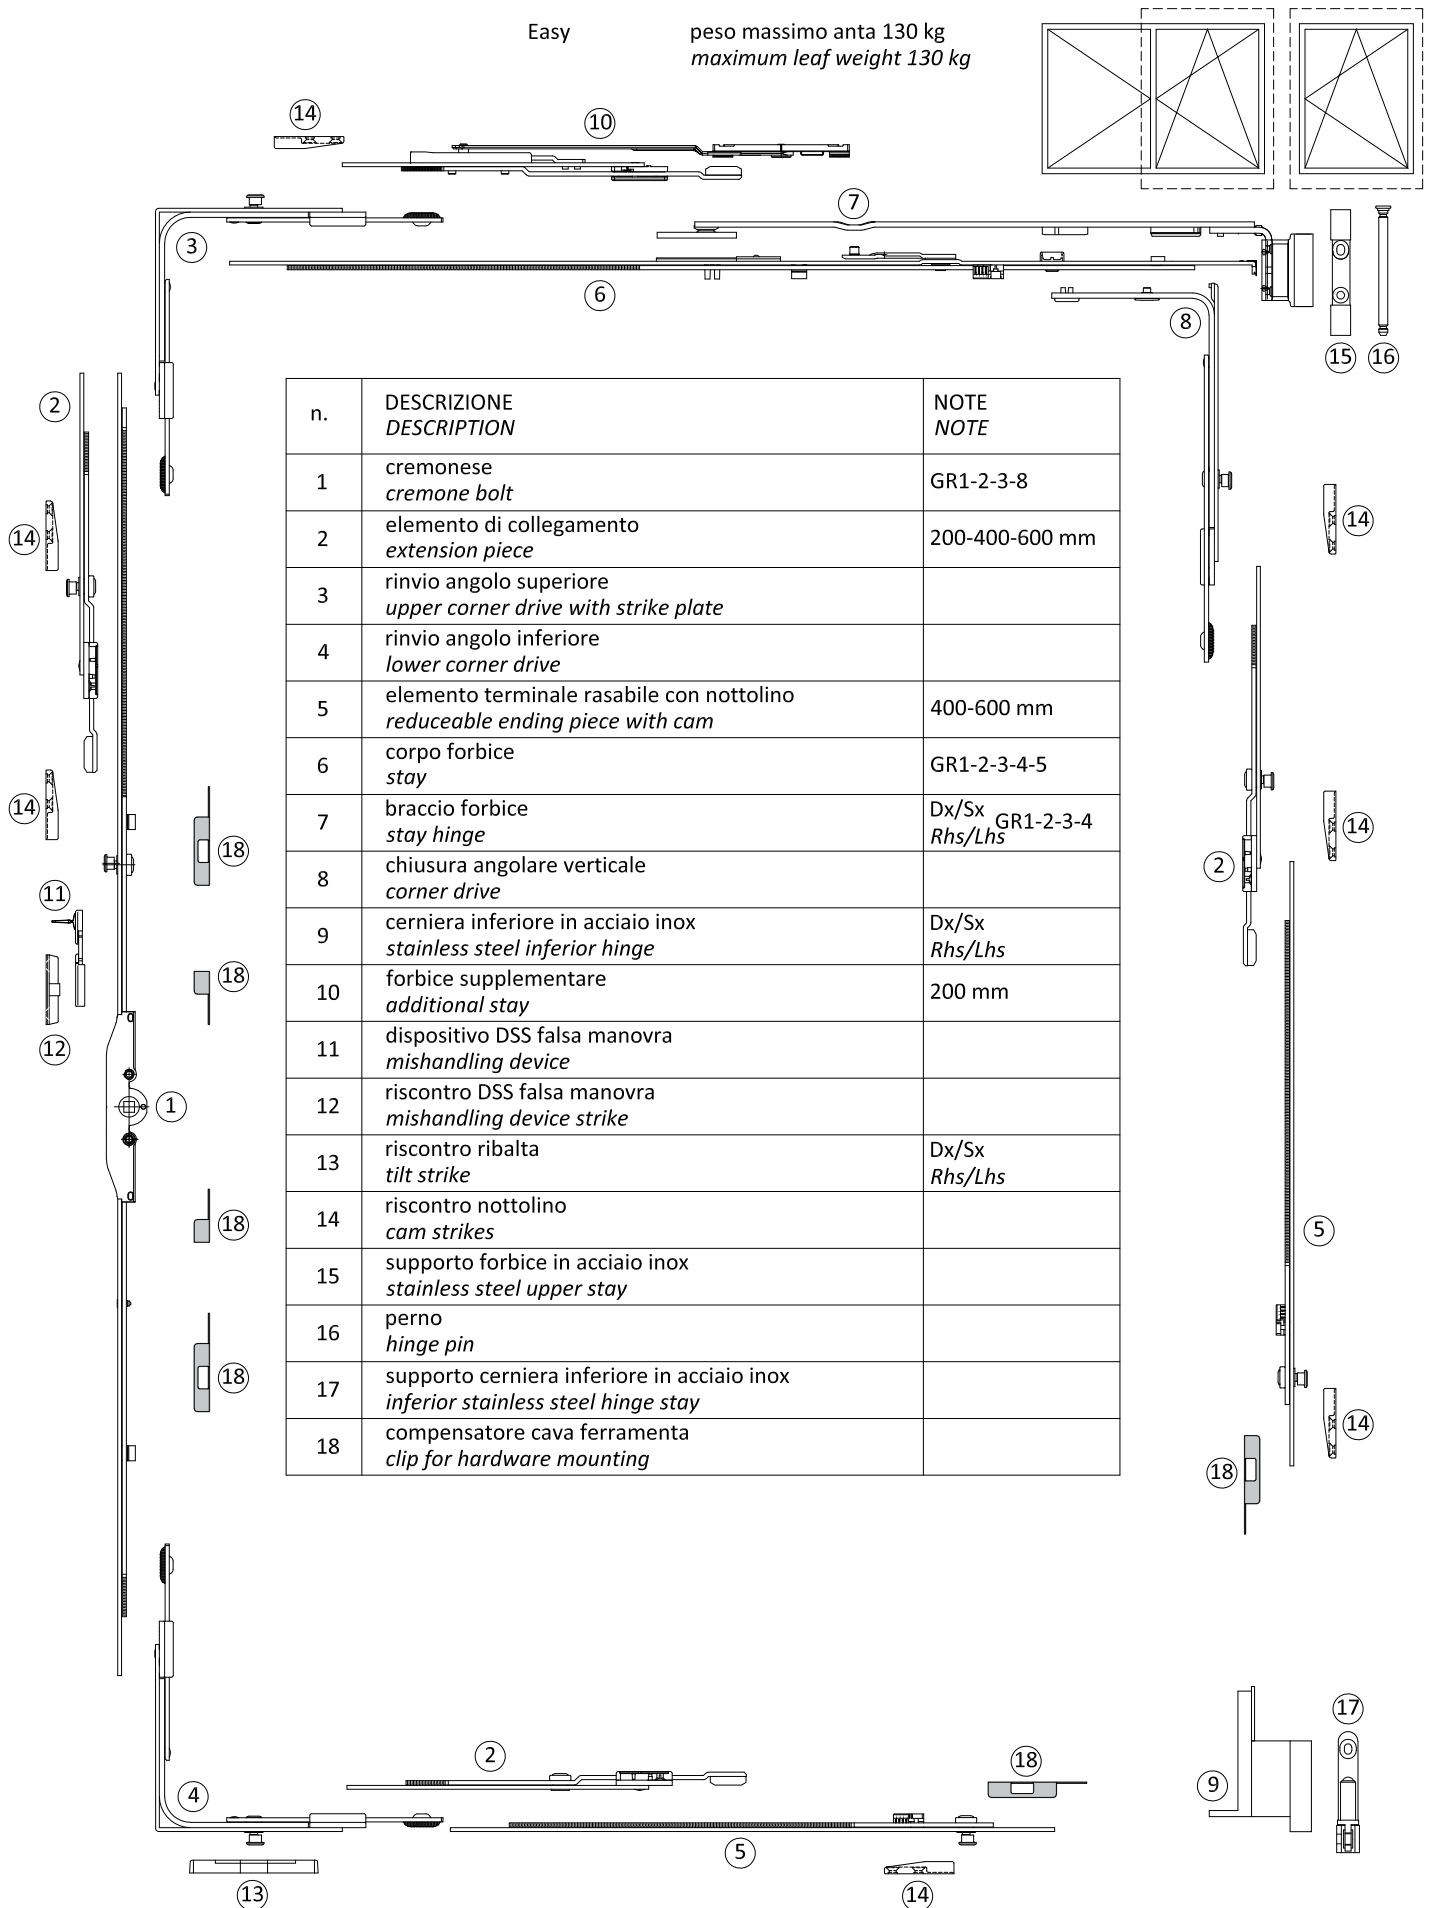 Easy peso massimo anta 130 kg
maximum leaf weight 130 kg
14
10
7
3
6
8
15
16
2
14
14
14
14
2
11
12
18
18
1
18
18
5
14
18
n. DESCRIZIONE NOTE
DESCRIPTION NOTE
1 cremonese GR1-2-3-8
cremone bolt
2 elemento di collegamento 200-400-600 mm
extension piece
3 rinvio angolo superiore
upper corner drive with strike plate
4 rinvio angolo inferiore
lower corner drive
5 elemento terminale rasabile con nottolino 400-600 mm
reduceable ending piece with cam
6 corpo forbice GR1-2-3-4-5
stay
7 braccio forbice Dx/Sx GR1-2-3-4
stay hinge Rhs/Lhs
8 chiusura angolare verticale
corner drive
9 cerniera inferiore in acciaio inox Dx/Sx
stainless steel inferior hinge Rhs/Lhs
10 forbice supplementare 200 mm
additional stay
11 dispositivo DSS falsa manovra
mishandling device
12 riscontro DSS falsa manovra
mishandling device strike
13 riscontro ribalta Dx/Sx
tilt strike Rhs/Lhs
14 riscontro nottolino
cam strikes
15 supporto forbice in acciaio inox
stainless steel upper stay
16 perno
hinge pin
17 supporto cerniera inferiore in acciaio inox
inferior stainless steel hinge stay
18 compensatore cava ferramenta
clip for hardware mounting
2
18
17
9
4
5
13
14